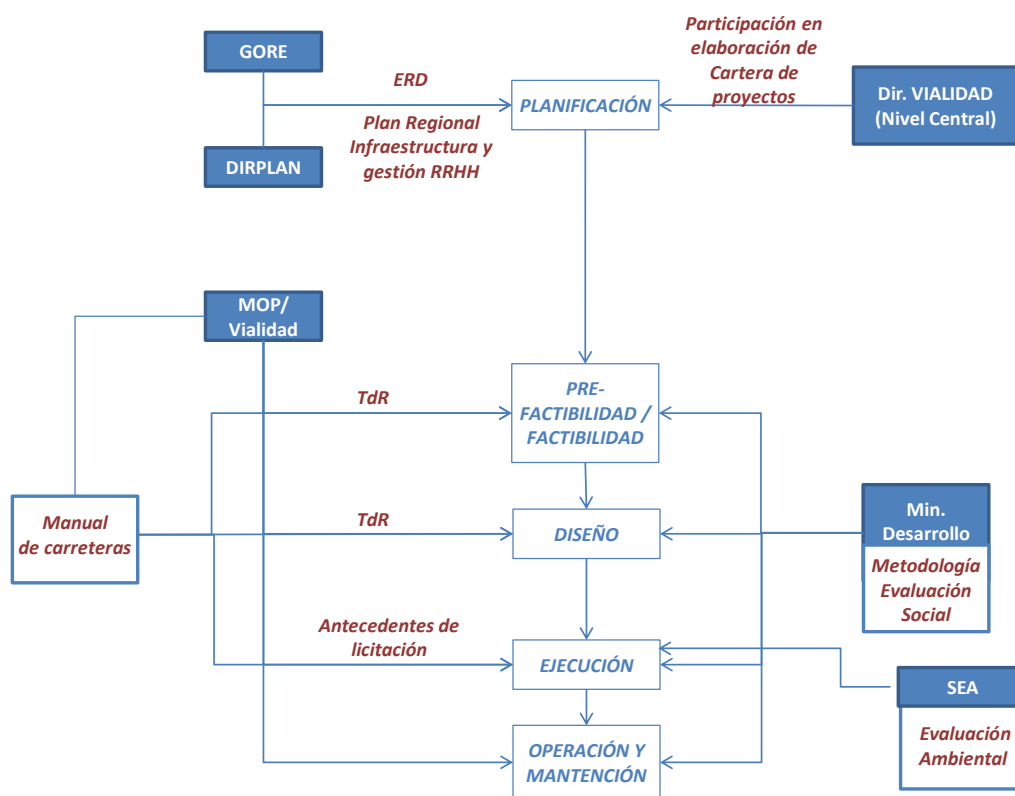 GORE
ERD
Plan Regional
Infraestructura y
gestión RRHH
DIRPLAN
PLANIFICACIÓN
Participación en
elaboración de
Cartera de
proyectos
Dir. VIALIDAD
(Nivel Central)
MOP/
Vialidad
TdR
PRE-
FACTIBILIDAD /
FACTIBILIDAD
Manual
de carreteras
TdR
DISEÑO
Min.
Desarrollo
Metodología
Evaluación
Social
Antecedentes de
licitación
EJECUCIÓN
SEA
Evaluación
Ambiental
OPERACIÓN Y
MANTENCIÓN